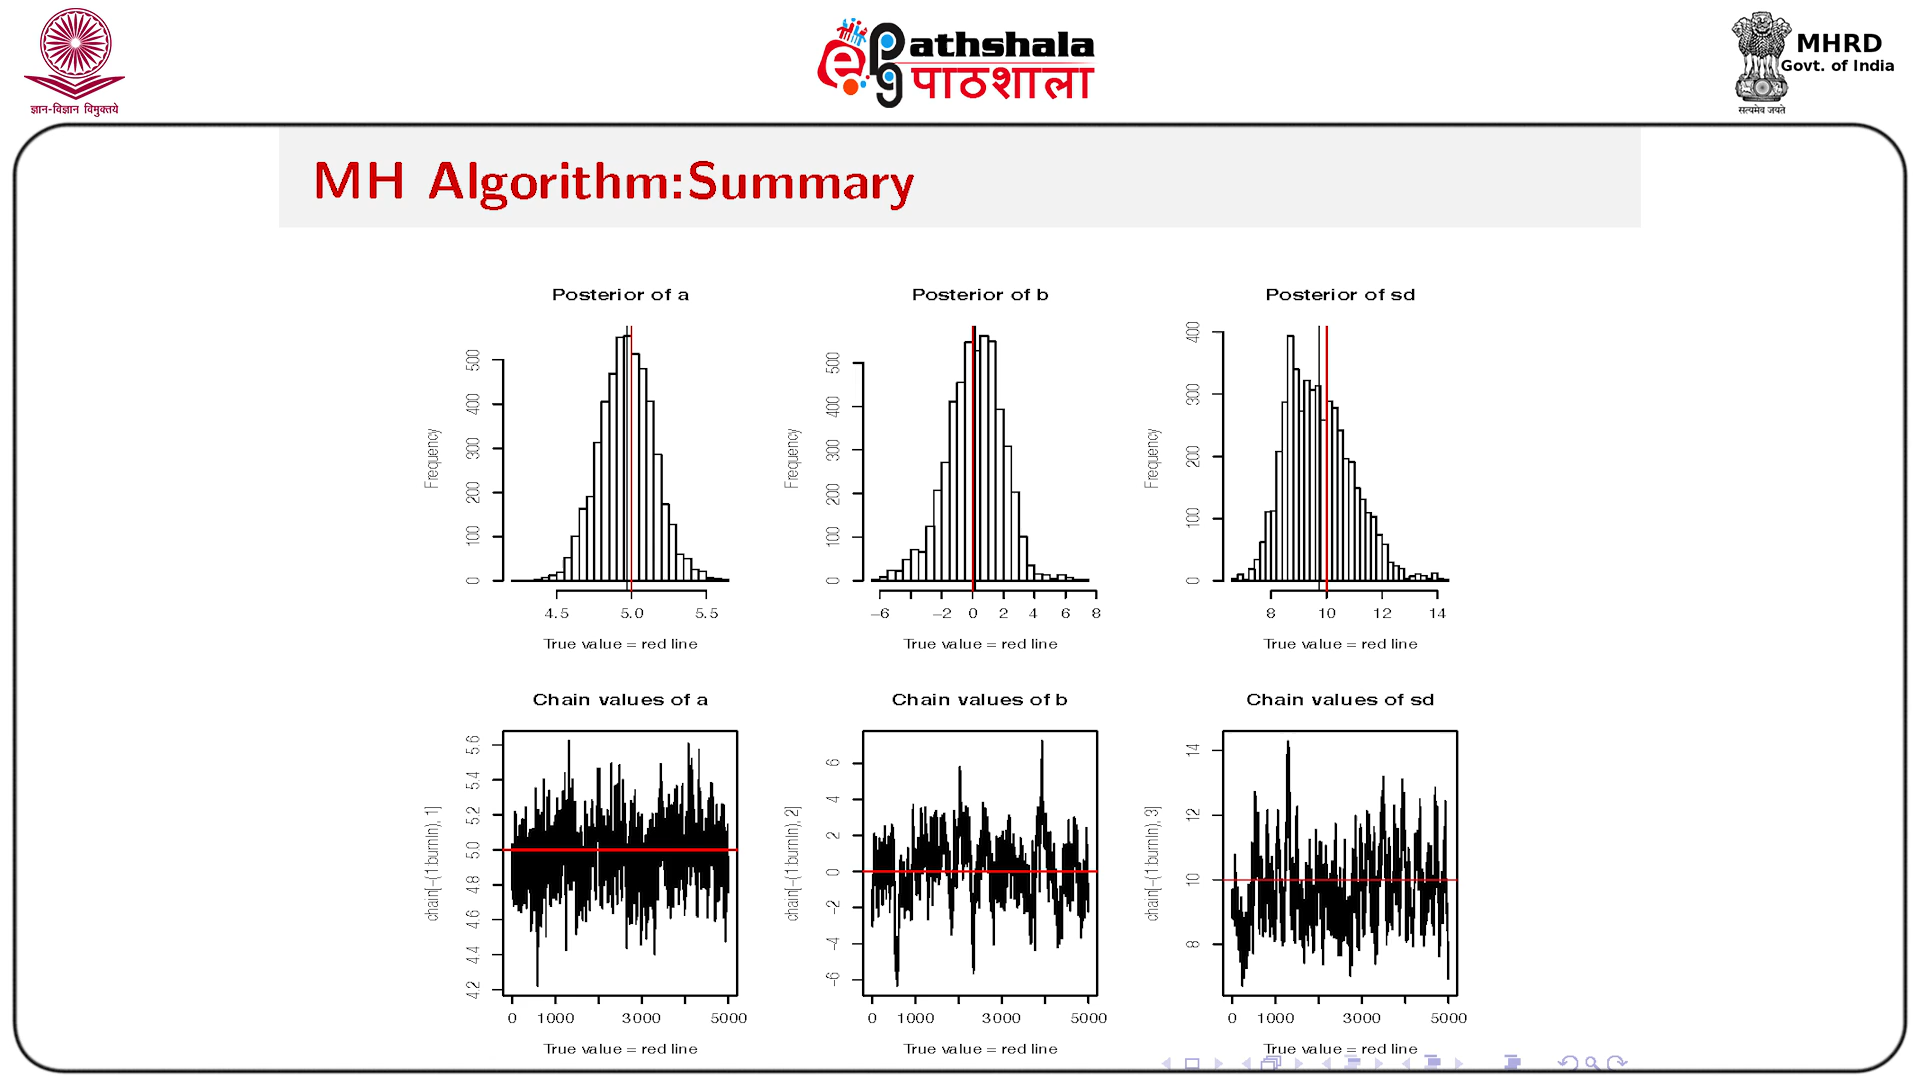 ज्ञान-विज्ञान विमुक्तये
ePG Pathshala
पाठशाला
MHRD
Govt. of India
सत्यमेव जयते
MH Algorithm:Summary
Posterior of a
Frequency
0 100 200 300 400 500
4.5 5.0 5.5
True value = red line
Posterior of b
Frequency
0 100 200 300 400 500
−6 −2 0 2 4 6 8
True value = red line
Posterior of sd
Frequency
0 100 200 300 400
8 10 12 14
True value = red line
Chain values of a
chain[−(1:burnIn), 1]
4.2 4.4 4.6 4.8 5.0 5.2 5.4 5.6
0 1000 3000 5000
True value = red line
Chain values of b
chain[−(1:burnIn), 2]
−6 −4 −2 0 2 4 6
0 1000 3000 5000
True value = red line
Chain values of sd
chain[−(1:burnIn), 3]
8 10 12 14
0 1000 3000 5000
True value = red line